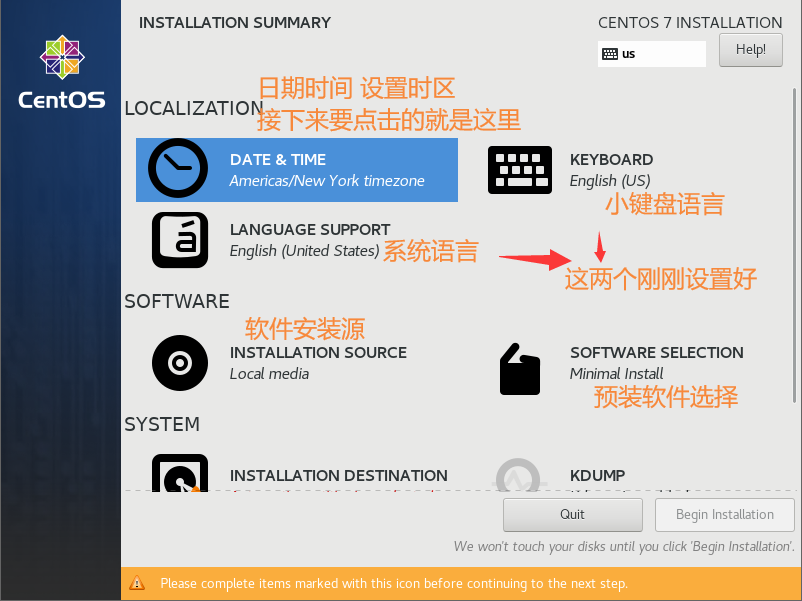 INSTALLATION SUMMARY
CENTOS 7 INSTALLATION
us
Help!
CentOS
日期时间 设置时区
LOCALIZATION
接下来要点击的就是这里
DATE & TIME
Americas/New York timezone
KEYBOARD
English (US)
小键盘语言
LANGUAGE SUPPORT
English (United States)
系统语言
这两个刚刚设置好
SOFTWARE
软件安装源
INSTALLATION SOURCE
Local media
SOFTWARE SELECTION
Minimal Install
预装软件选择
SYSTEM
INSTALLATION DESTINATION
KDUMP
Quit
Begin Installation
We won't touch your disks until you click 'Begin Installation'.
Please complete items marked with this icon before continuing to the next step.